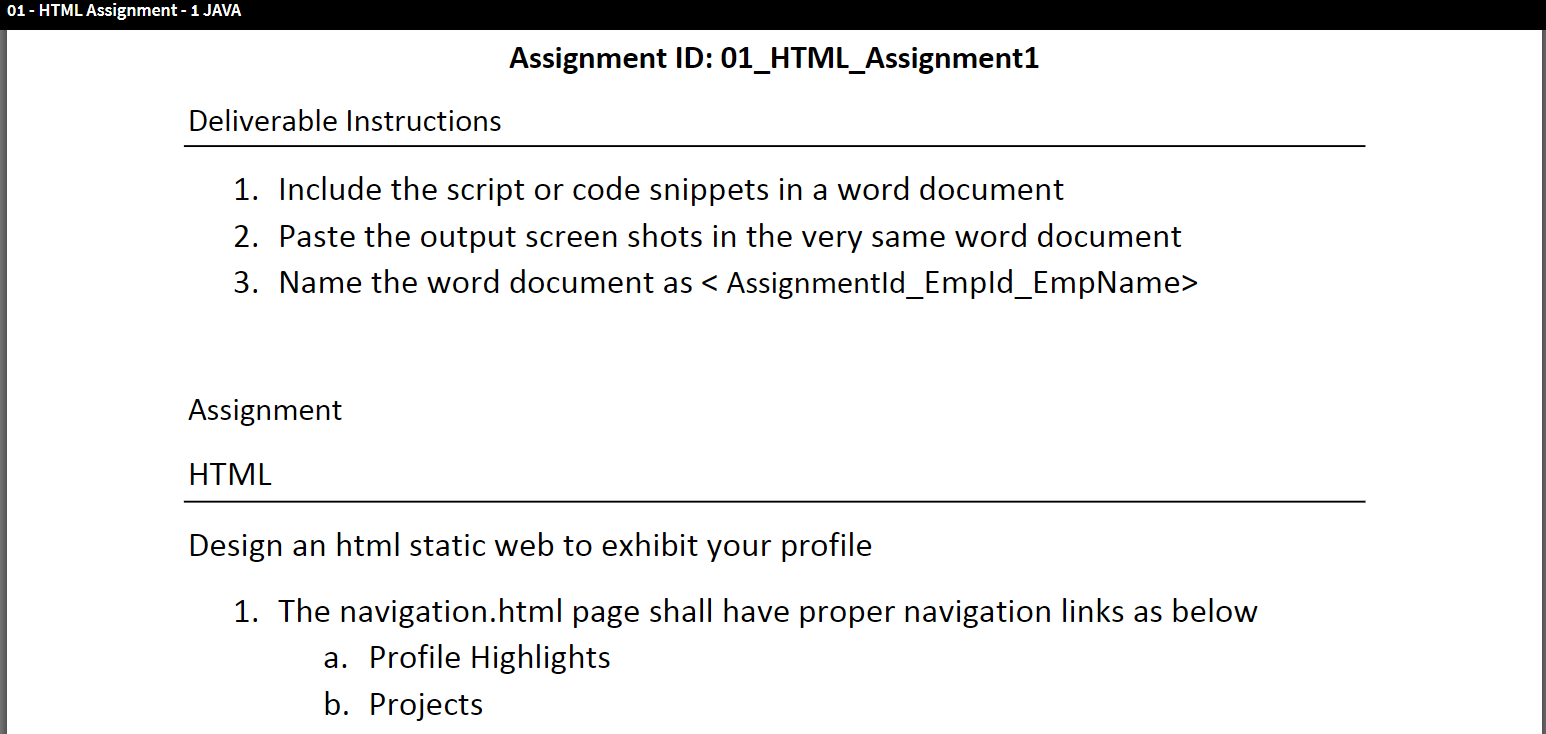 01 - HTML Assignment - 1 JAVA
Assignment ID: 01_HTML_Assignment1
Deliverable Instructions
1. Include the script or code snippets in a word document
2. Paste the output screen shots in the very same word document
3. Name the word document as < AssignmentId_EmpId_EmpName>
Assignment
HTML
Design an html static web to exhibit your profile
1. The navigation.html page shall have proper navigation links as below
a. Profile Highlights
b. Projects